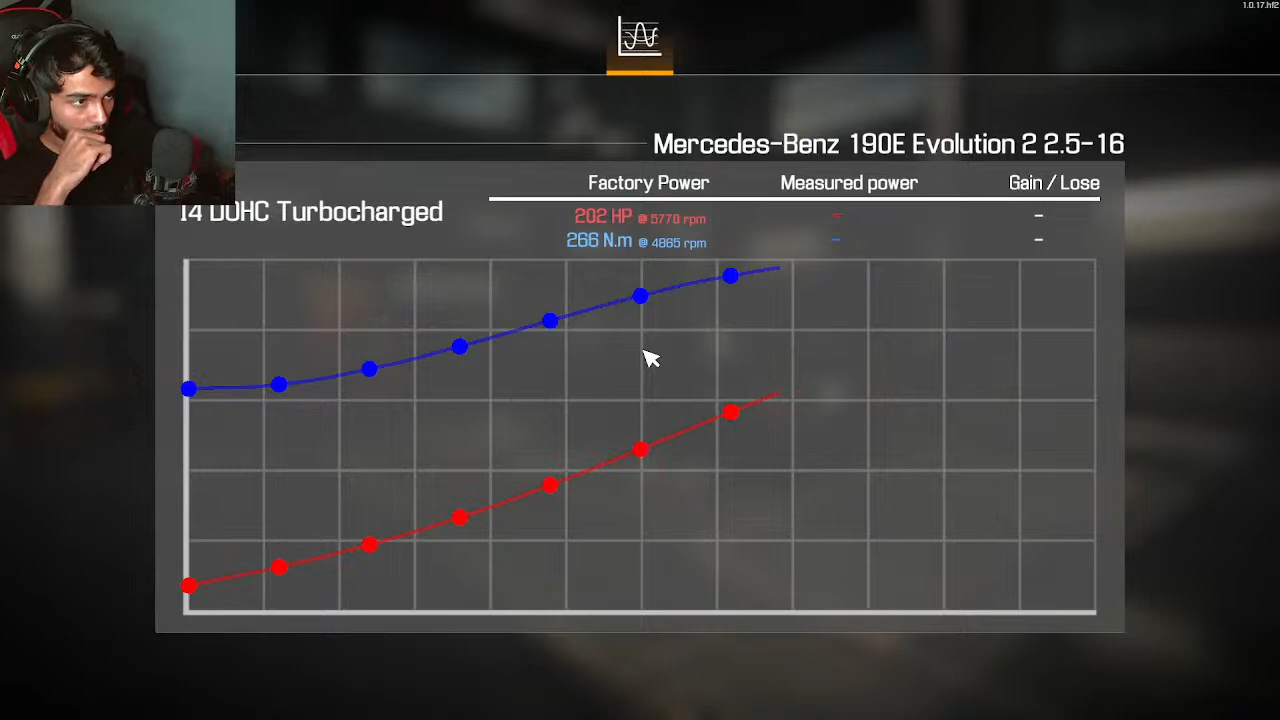 1.0.17.hf2
Mercedes-Benz 190E Evolution 2 2.5-16
Factory Power Measured power Gain / Lose
I4 DOHC Turbocharged
202 HP @ 5770 rpm - -
266 N.m @ 4865 rpm - -